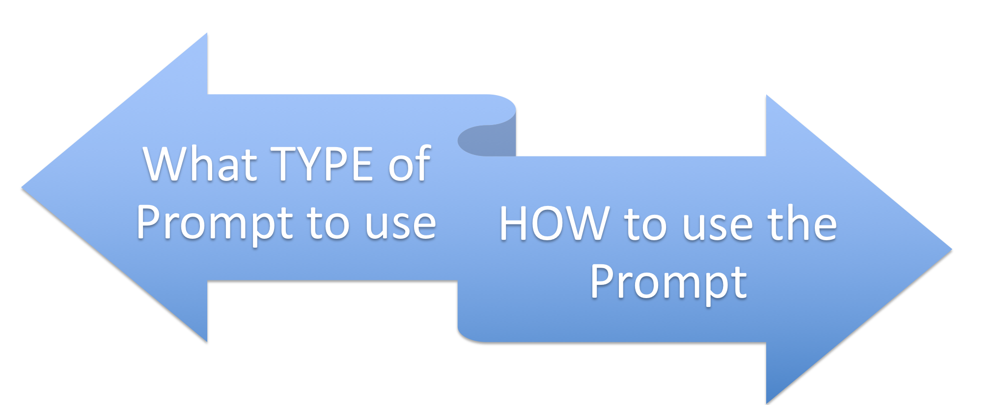 What TYPE of
Prompt to use
HOW to use the
Prompt